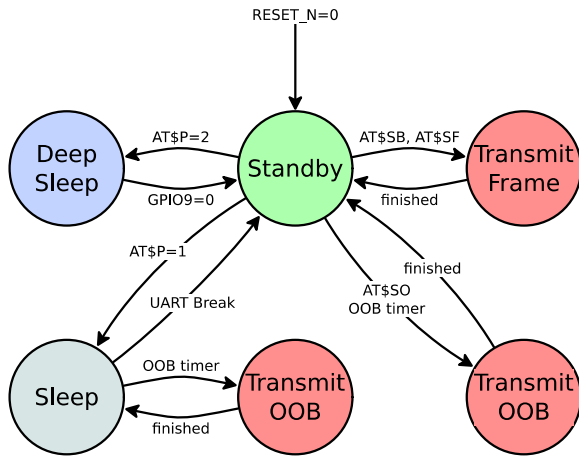 RESET_N=0
AT$P=2
AT$SB, AT$SF
Deep
Sleep
Standby
Transmit
Frame
GPIO9=0
finished
AT$P=1
finished
AT$SO
OOB timer
UART Break
OOB timer
Sleep
Transmit
OOB
Transmit
OOB
finished